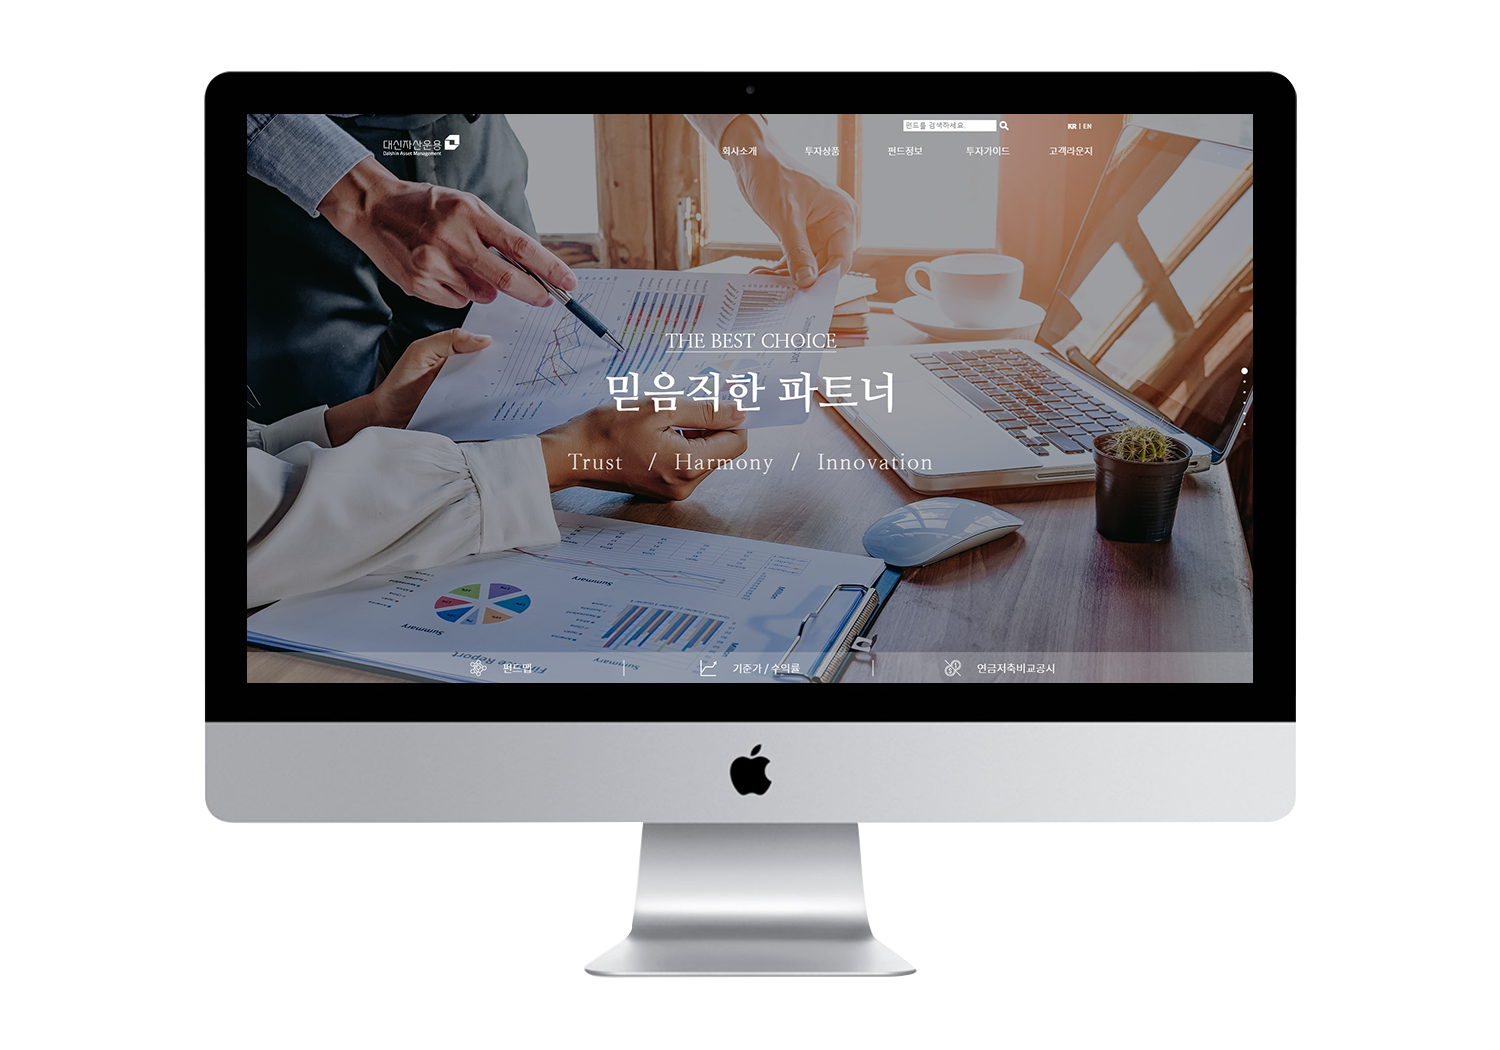 펀드를 검색하세요.
KR | EN
대신자산운용
Daishin Asset Management
회사소개 투자상품 펀드정보 투자가이드 고객라운지
THE BEST CHOICE
믿음직한 파트너
Trust / Harmony / Innovation
Summary
Million
Summary
펀드맵 | 기준가 / 수익률 | 연금저축비교공시